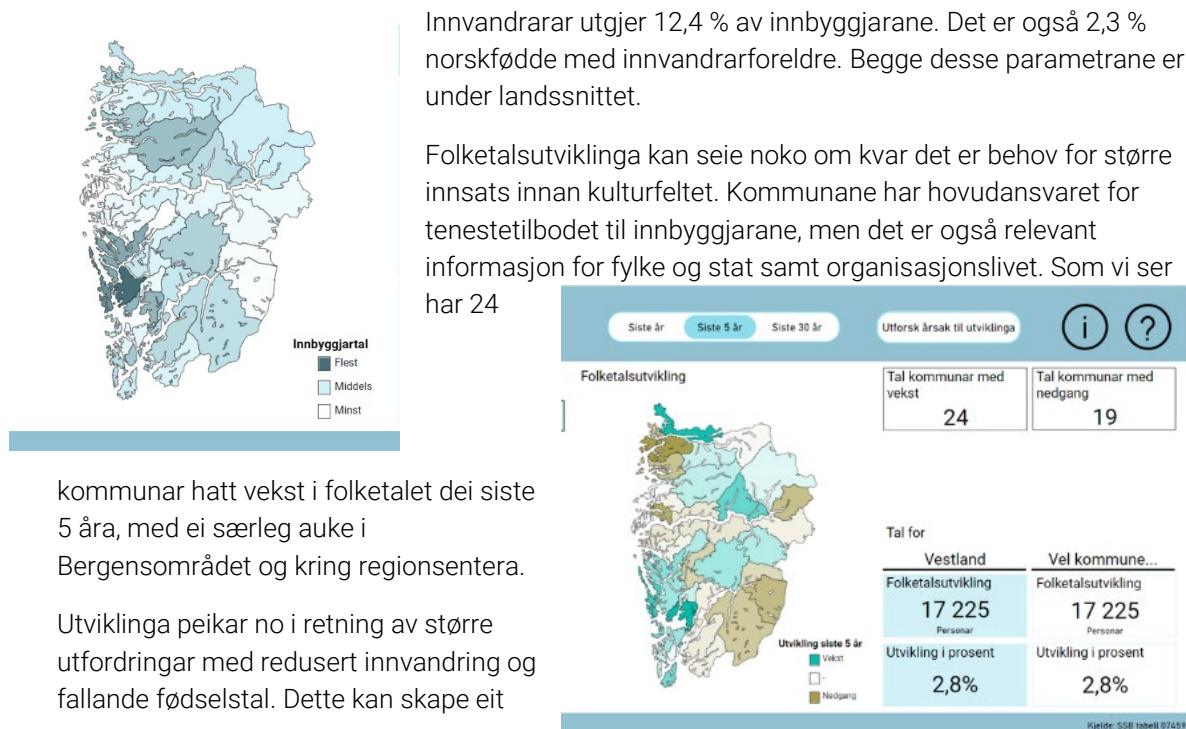 Innvandrarar utgjer 12,4 % av innbyggjarane. Det er også 2,3 %
norskfødde med innvandrarforeldre. Begge desse parametrane er
under landssnittet.
Folketalsutviklinga kan seie noko om kvar det er behov for større
innsats innan kulturfeltet. Kommunane har hovudansvaret for
tenestetilbodet til innbyggjarane, men det er også relevant
informasjon for fylke og stat samt organisasjonslivet. Som vi ser
har 24
Innbyggjartal
Flest
Middels
Minst
kommunar hatt vekst i folketalet dei siste
5 åra, med ei særleg auke i
Bergensområdet og kring regionsentera.
Utviklinga peikar no i retning av større
utfordringar med redusert innvandring og
fallande fødselstal. Dette kan skape eit
Siste år Siste 5 år Siste 30 år Utforsk årsak til utviklinga i ?
Folketalsutvikling
Tal kommunar med
vekst
24
Tal kommunar med
nedgang
19
Tal for
Vestland Vel kommune...
Folketalsutvikling Folketalsutvikling
17 225 17 225
Personar Personar
Utvikling i prosent Utvikling i prosent
2,8% 2,8%
Utvikling siste 5 år
Vekst
-
Nedgang
Kjelde: SSB tabell 07459